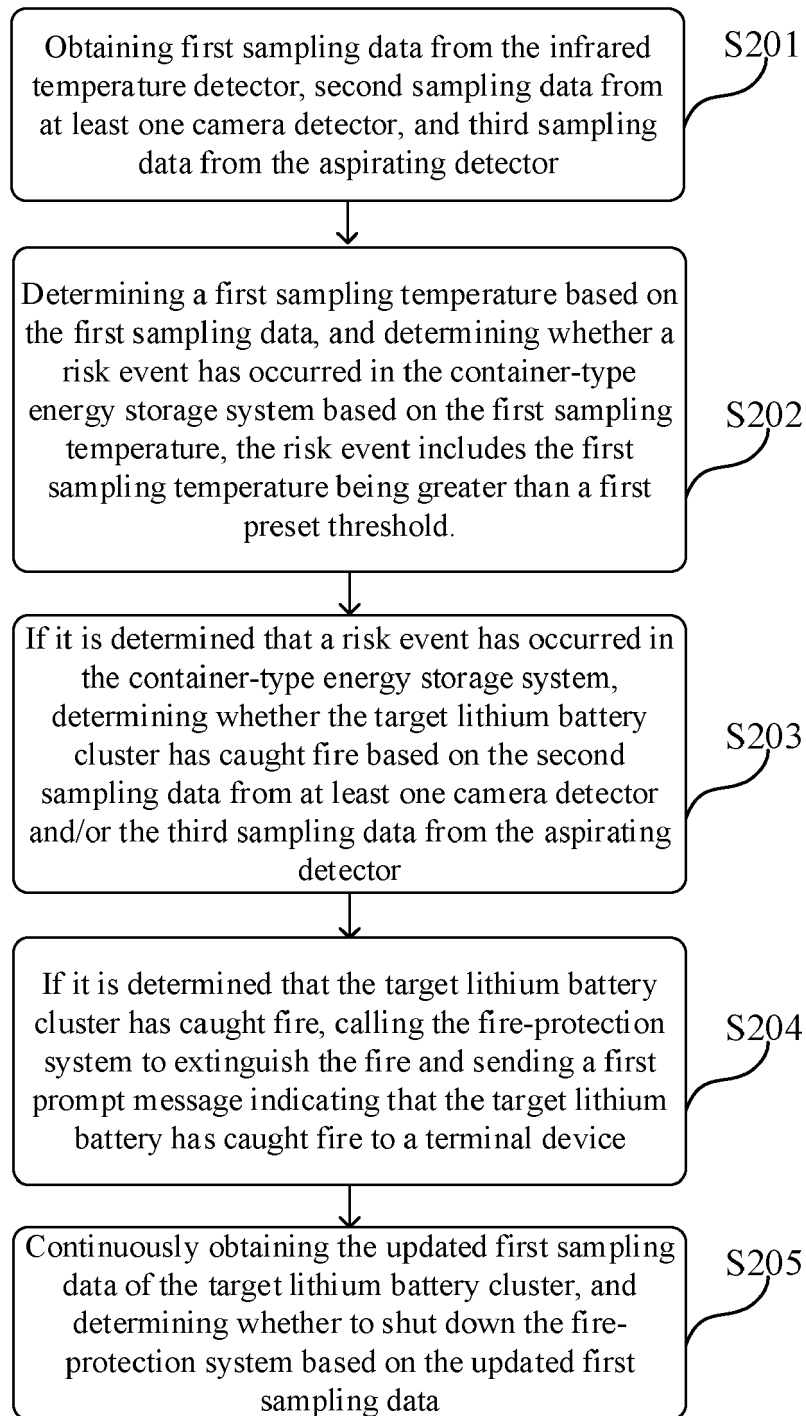 Obtaining first sampling data from the infrared
temperature detector, second sampling data from
at least one camera detector, and third sampling
data from the aspirating detector
S201
Determining a first sampling temperature based on
the first sampling data, and determining whether a
risk event has occurred in the container-type
energy storage system based on the first sampling
temperature, the risk event includes the first
sampling temperature being greater than a first
preset threshold.
S202
If it is determined that a risk event has occurred in
the container-type energy storage system,
determining whether the target lithium battery
cluster has caught fire based on the second
sampling data from at least one camera detector
and/or the third sampling data from the aspirating
detector
S203
If it is determined that the target lithium battery
cluster has caught fire, calling the fire-protection
system to extinguish the fire and sending a first
prompt message indicating that the target lithium
battery has caught fire to a terminal device
S204
Continuously obtaining the updated first sampling
data of the target lithium battery cluster, and
determining whether to shut down the fire-
protection system based on the updated first
sampling data
S205